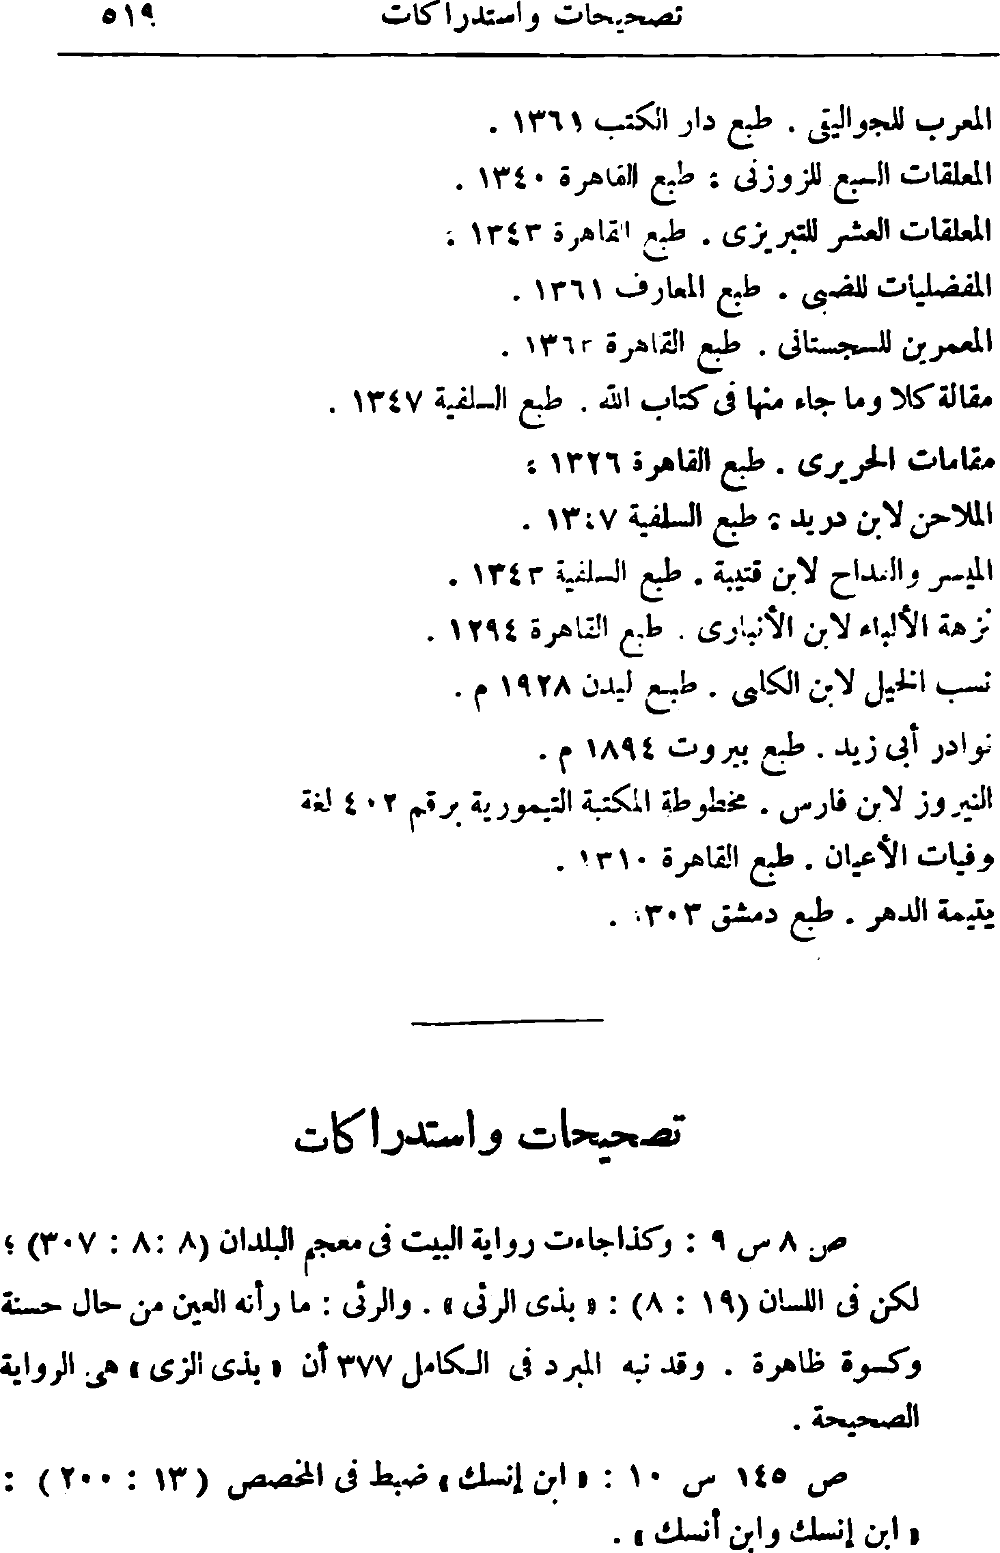 تصحيحات واستدراكات ٥١٩
المعرب للجواليقى . طبع دار الكتب ١٣٦١ .
المعلقات السبع للزوزنى : طبع القاهرة ١٣٤٠ .
المعلقات العشر للتبريزى . طبع القاهرة ١٣٤٣ :
المفضليات للضبى . طبع المعارف ١٣٦١ .
المعمرين للسجستانى . طبع القاهرة ١٣٦٢ .
مقالة كلا وما جاء منها فى كتاب الله . طبع السلفية ١٣٤٧ .
مقامات الحريرى . طبع القاهرة ١٣٢٦ :
الملاحن لابن دريد : طبع السلفية ١٣٤٧ .
الميسر والقداح لابن قتيبة . طبع السلفية ١٣٤٣ .
نزهة الألباء لابن الأنبارى . طبع القاهرة ١٢٩٤ .
نسب الخيل لابن الكلبى . طبع ليدن ١٩٢٨ م .
نوادر أبى زيد . طبع بيروت ١٨٩٤ م .
النيروز لابن فارس . مخطوطة المكتبة التيمورية برقم ٤٠٢ لغة
وفيات الأعيان . طبع القاهرة ١٣١٠ .
يتيمة الدهر . طبع دمشق ١٣٠٣ .
تصحيحات واستدراكات
ص ٨ س ٩ : وكذا جاءت رواية البيت فى معجم البلدان (٨ : ٨ : ٣٠٧) ؛
لكن فى اللسان (١٩ : ٨) : « بذى الرئى » . والرئى : ما رأته العين من حال حسنة
وكسوة ظاهرة . وقد نبه المبرد فى الكامل ٣٧٧ أن « بذى الزى » هى الرواية
الصحيحة .
ص ١٤٥ س ١٠ : « ابن إنسك » ضبط فى المخصص ( ١٣ : ٢٠٠ ) :
« ابن إنسك وابن أنسك » .